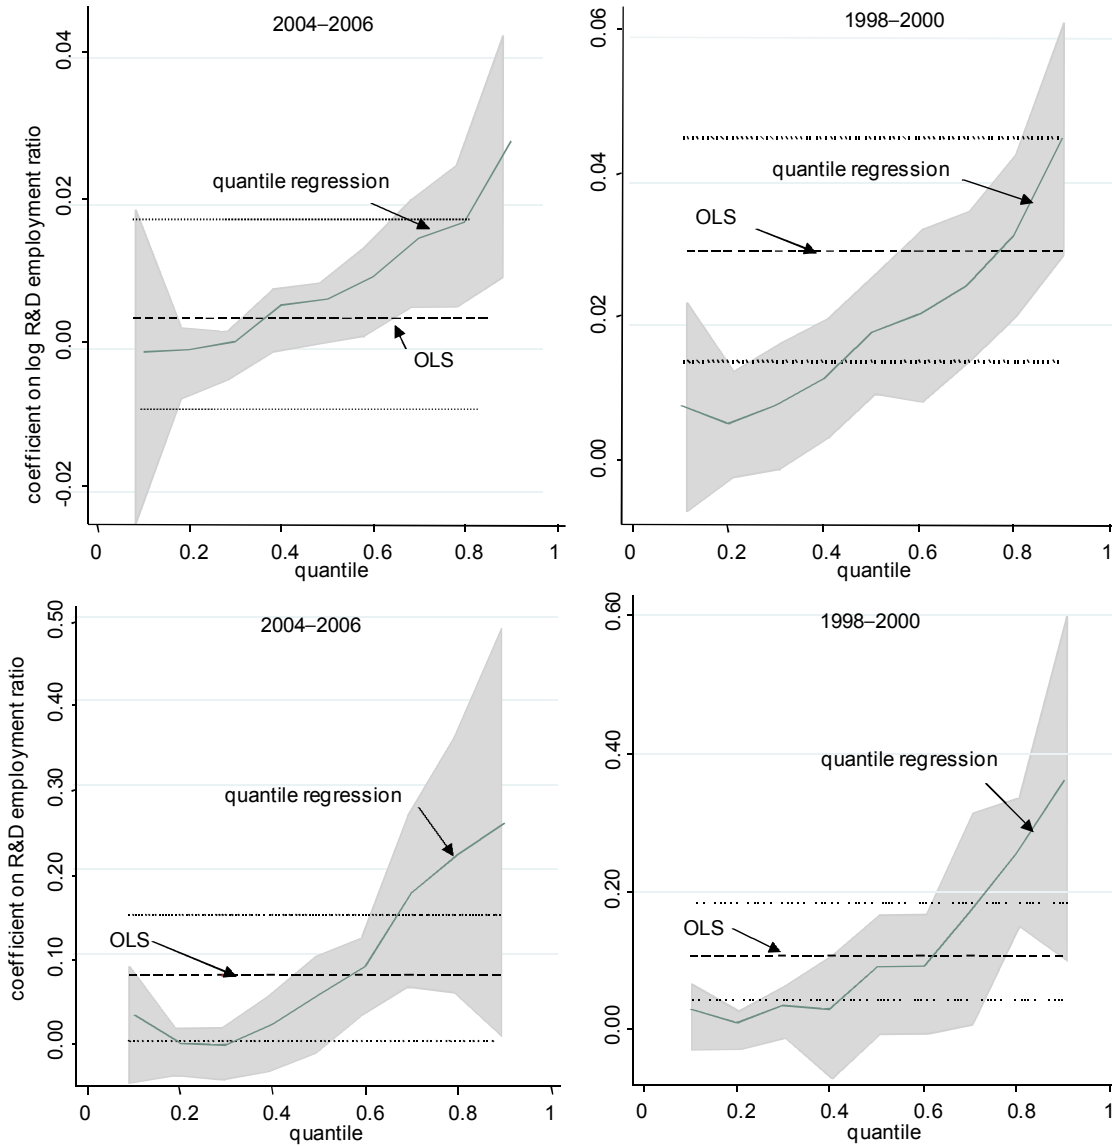 2004–2006
coefficient on log R&D employment ratio
0.04
0.02
0.00
-0.02
quantile regression
OLS
0 0.2 0.4 0.6 0.8 1
quantile
1998–2000
0.06
0.04
0.02
0.00
quantile regression
OLS
0 0.2 0.4 0.6 0.8 1
quantile
2004–2006
coefficient on R&D employment ratio
0.50
0.40
0.30
0.20
0.10
0.00
quantile regression
OLS
0 0.2 0.4 0.6 0.8 1
quantile
1998–2000
0.60
0.40
0.20
0.00
quantile regression
OLS
0 0.2 0.4 0.6 0.8 1
quantile